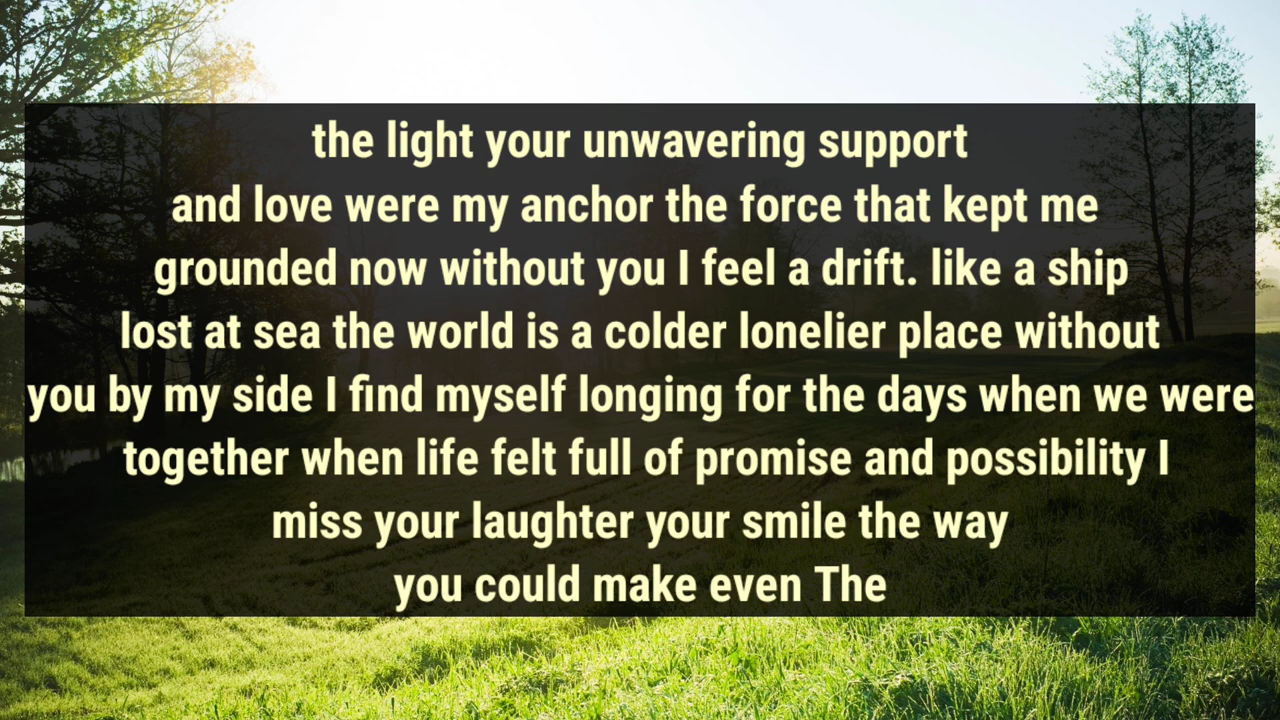 the light your unwavering support
and love were my anchor the force that kept me
grounded now without you I feel a drift. like a ship
lost at sea the world is a colder lonelier place without
you by my side I find myself longing for the days when we were
together when life felt full of promise and possibility I
miss your laughter your smile the way
you could make even The